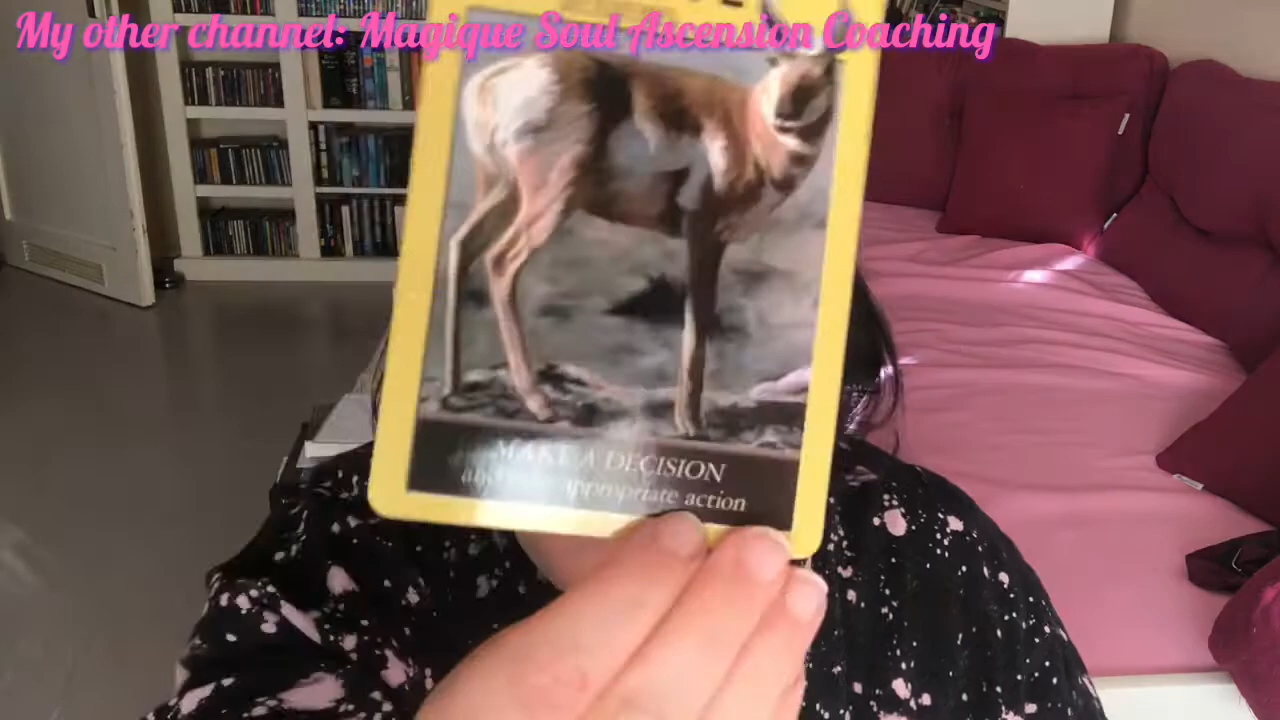 My other channel: Magique Soul Ascension Coaching
MAKE A DECISION
appropriate action